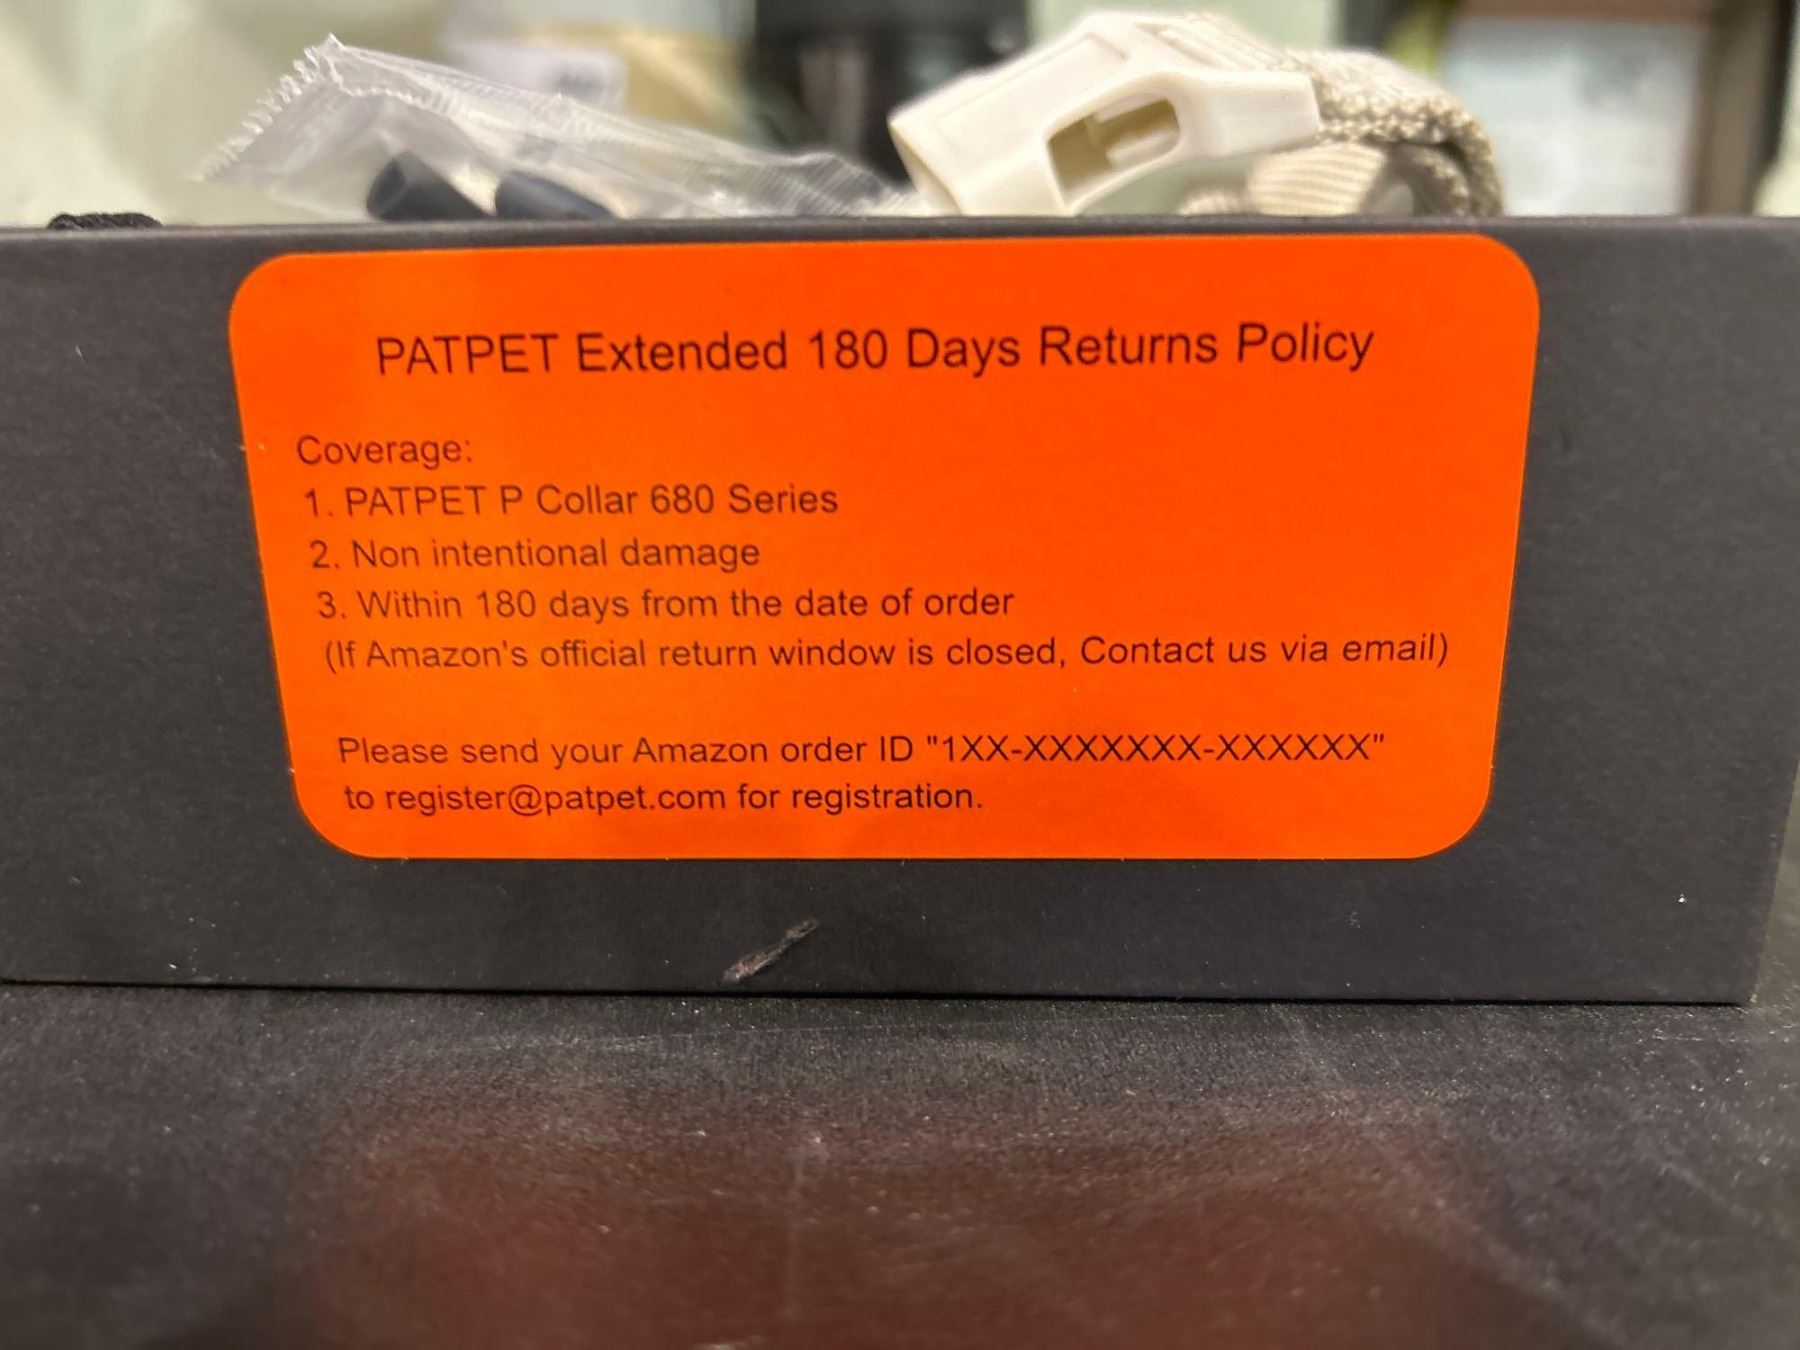 PATPET Extended 180 Days Returns Policy
Coverage:
1. PATPET P Collar 680 Series
2. Non intentional damage
3. Within 180 days from the date of order
(If Amazon's official return window is closed, Contact us via email)
Please send your Amazon order ID "1XX-XXXXXXX-XXXXXX"
to register@patpet.com for registration.